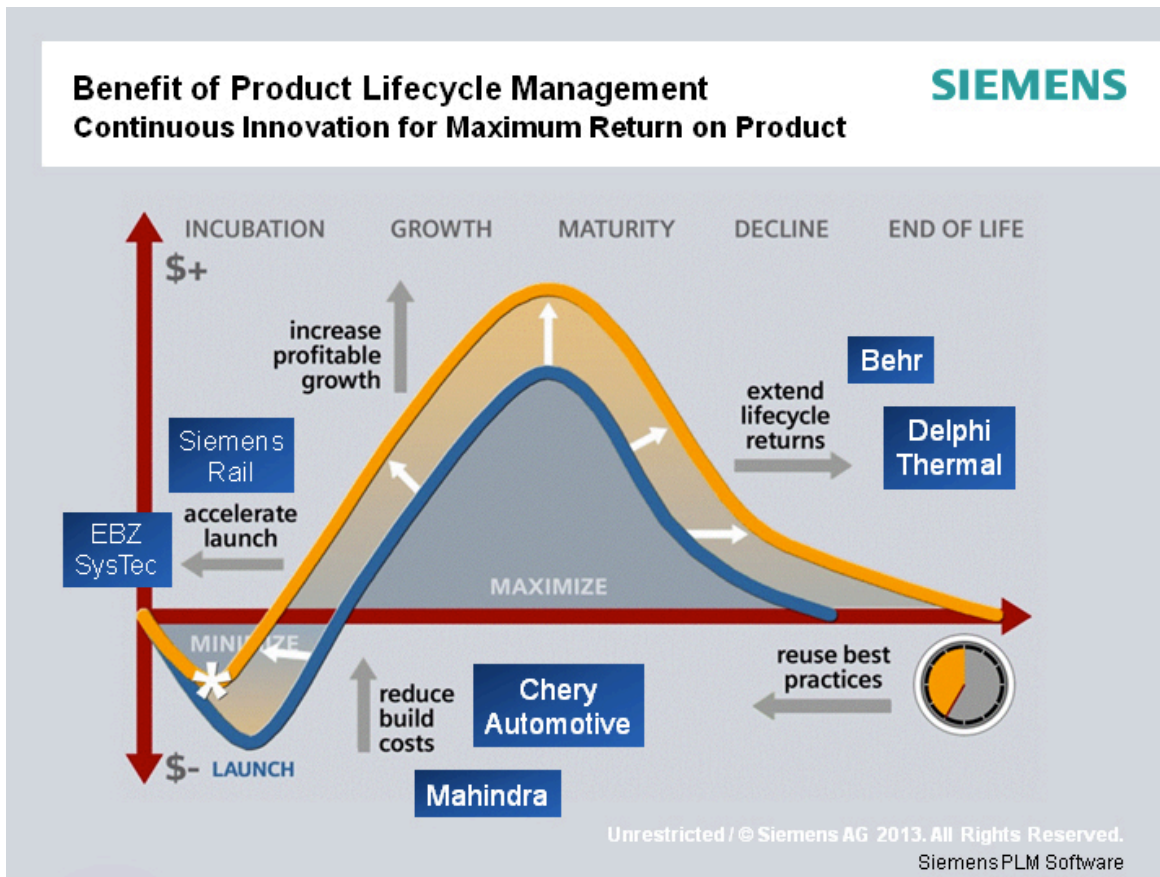 Benefit of Product Lifecycle Management
Continuous Innovation for Maximum Return on Product
SIEMENS
INCUBATION
GROWTH
MATURITY
DECLINE
END OF LIFE
$+
increase
profitable
growth
Behr
extend
lifecycle
returns
Delphi
Thermal
Siemens
Rail
accelerate
launch
EBZ
SysTec
MAXIMIZE
MINIMIZE
*
reduce
build
costs
Chery
Automotive
reuse best
practices
$-
LAUNCH
Mahindra
Unrestricted / © Siemens AG 2013. All Rights Reserved.
Siemens PLM Software